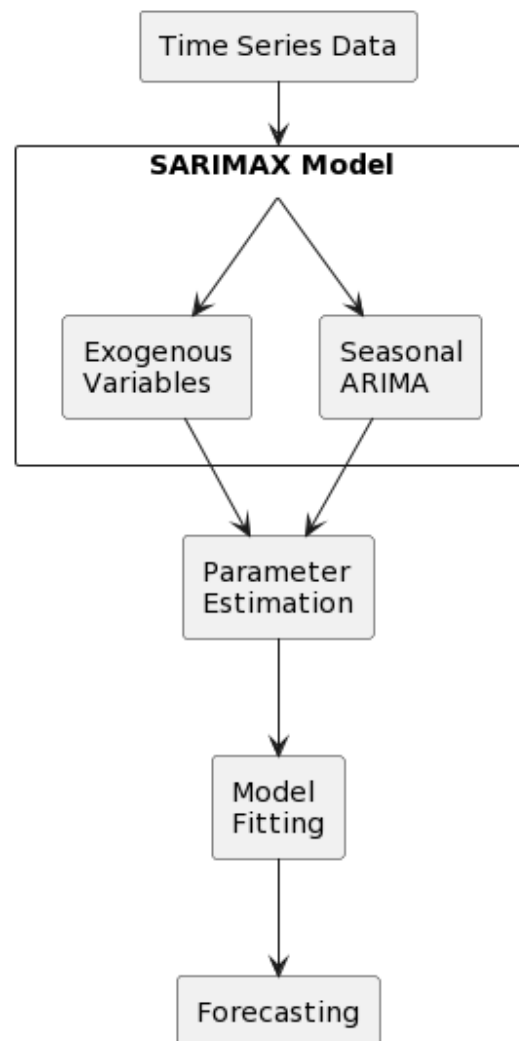 Time Series Data
SARIMAX Model
Exogenous
Variables
Seasonal
ARIMA
Parameter
Estimation
Model
Fitting
Forecasting